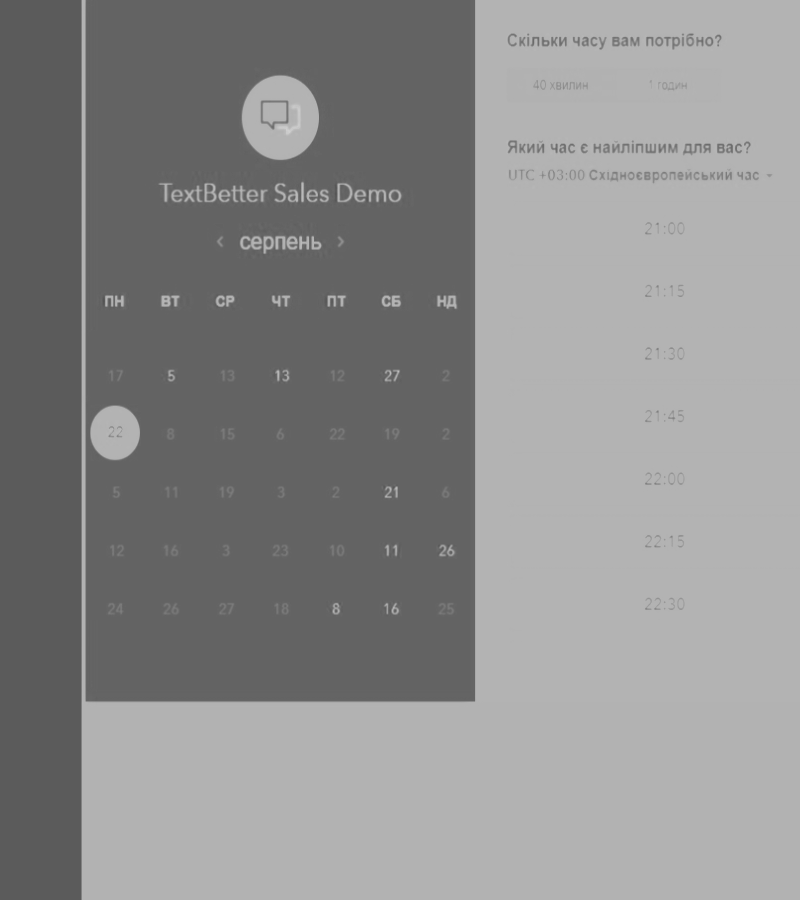 TextBetter Sales Demo
‹ серпень ›
ПН ВТ СР ЧТ ПТ СБ НД
17 5 13 13 12 27 2
22 8 15 6 22 19 2
5 11 19 3 2 21 6
12 16 3 23 10 11 26
24 26 27 18 8 16 25
Скільки часу вам потрібно?
40 хвилин 1 годин
Який час є найліпшим для вас?
UTC +03:00 Східноєвропейський час
21:00
21:15
21:30
21:45
22:00
22:15
22:30